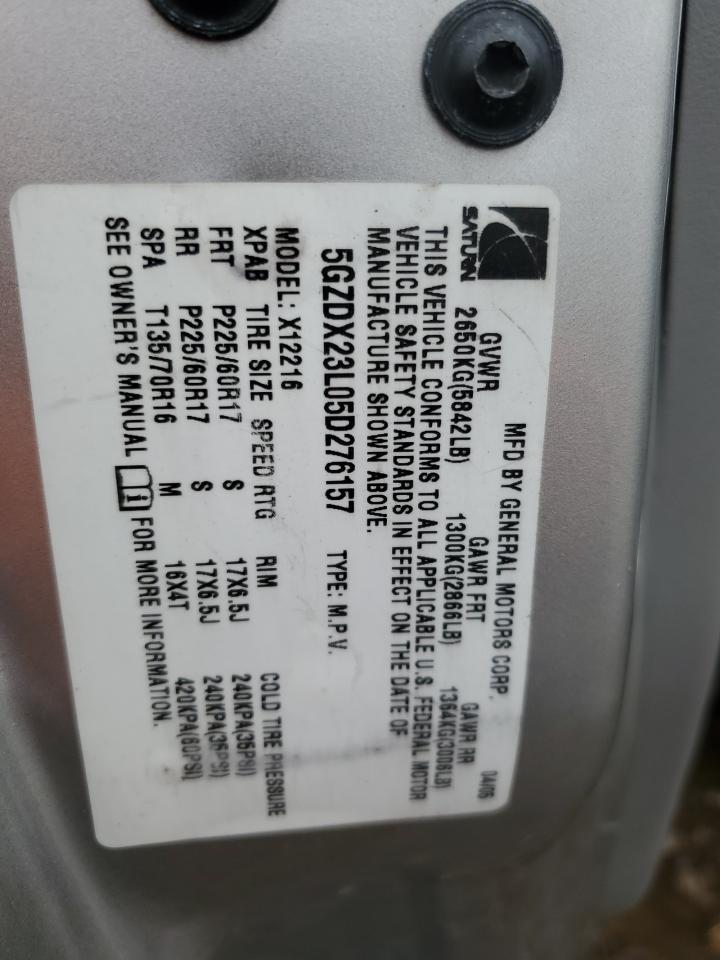 SATURN
MFD BY GENERAL MOTORS CORP. 04/05
GVWR GAWR FRT GAWR RR
2650KG(5842LB) 1300KG(2866LB) 1364KG(3008LB)
THIS VEHICLE CONFORMS TO ALL APPLICABLE U.S. FEDERAL MOTOR
VEHICLE SAFETY STANDARDS IN EFFECT ON THE DATE OF
MANUFACTURE SHOWN ABOVE.
5GZDX23L05D276157 TYPE: M.P.V.
MODEL: X12216
XPAB TIRE SIZE SPEED RTG RIM COLD TIRE PRESSURE
FRT P225/60R17 S 17X6.5J 240KPA(35PSI)
RR P225/60R17 S 17X6.5J 240KPA(35PSI)
SPA T135/70R16 M 16X4T 420KPA(60PSI)
SEE OWNER'S MANUAL i FOR MORE INFORMATION.